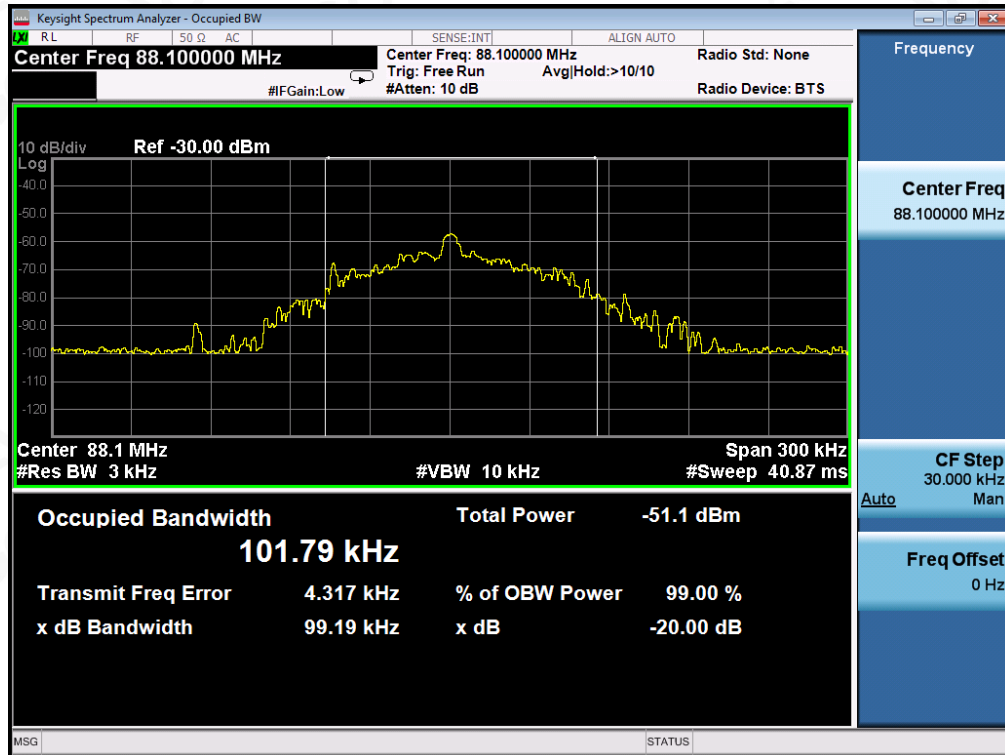 Keysight Spectrum Analyzer - Occupied BW
LXI RL RF 50 Ω AC SENSE:INT ALIGN AUTO
Center Freq 88.100000 MHz
#IFGain:Low
Center Freq: 88.100000 MHz
Trig: Free Run Avg|Hold:>10/10
#Atten: 10 dB
Radio Std: None
Radio Device: BTS
10 dB/div Ref -30.00 dBm
Log
-40.0
-50.0
-60.0
-70.0
-80.0
-90.0
-100
-110
-120
Center 88.1 MHz Span 300 kHz
#Res BW 3 kHz #VBW 10 kHz #Sweep 40.87 ms
Occupied Bandwidth Total Power -51.1 dBm
101.79 kHz
Transmit Freq Error 4.317 kHz % of OBW Power 99.00 %
x dB Bandwidth 99.19 kHz x dB -20.00 dB
MSG STATUS
Frequency
Center Freq
88.100000 MHz
CF Step
30.000 kHz
Auto Man
Freq Offset
0 Hz